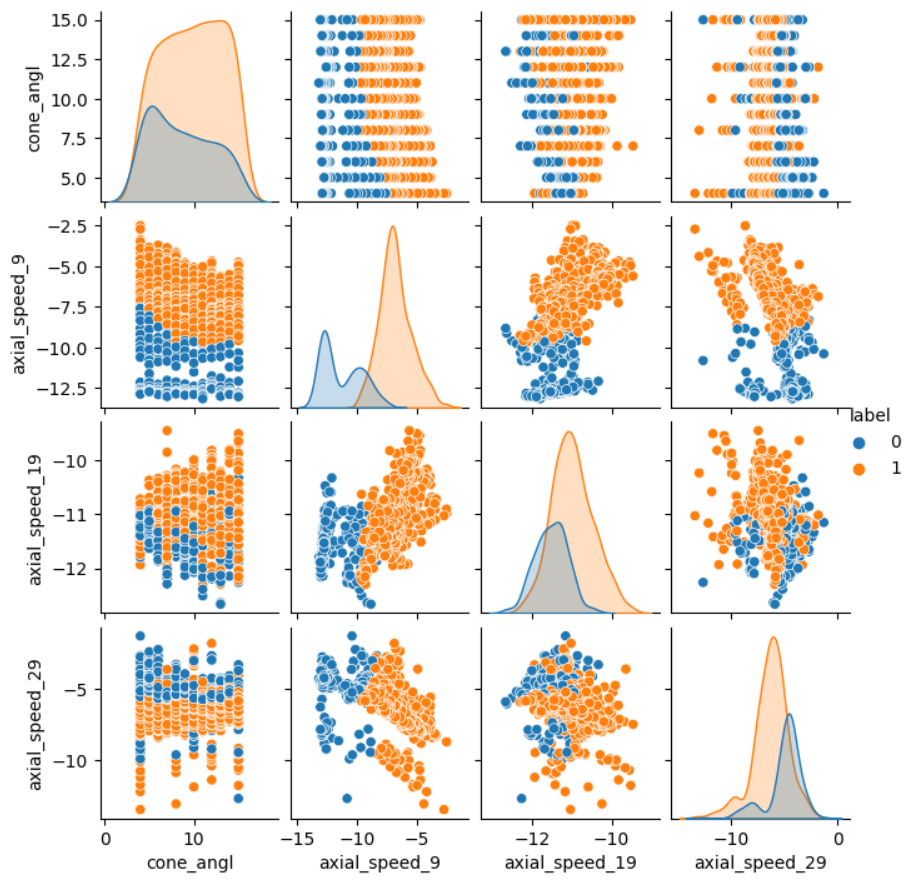 cone_angl
15.0
12.5
10.0
7.5
5.0
axial_speed_9
−2.5
−5.0
−7.5
−10.0
−12.5
label
0
1
axial_speed_19
−10
−11
−12
axial_speed_29
−5
−10
0 10 −15 −10 −5 −12 −10 −10 0
cone_angl axial_speed_9 axial_speed_19 axial_speed_29